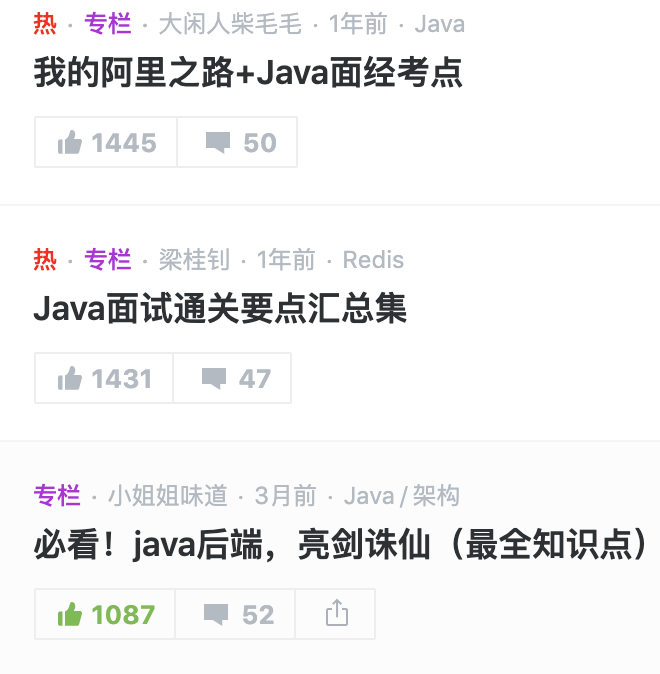 热 · 专栏 · 大闲人柴毛毛 · 1年前 · Java
我的阿里之路+Java面经考点
1445 50
热 · 专栏 · 梁桂钊 · 1年前 · Redis
Java面试通关要点汇总集
1431 47
专栏 · 小姐姐味道 · 3月前 · Java / 架构
必看！java后端，亮剑诛仙（最全知识点）
1087 52